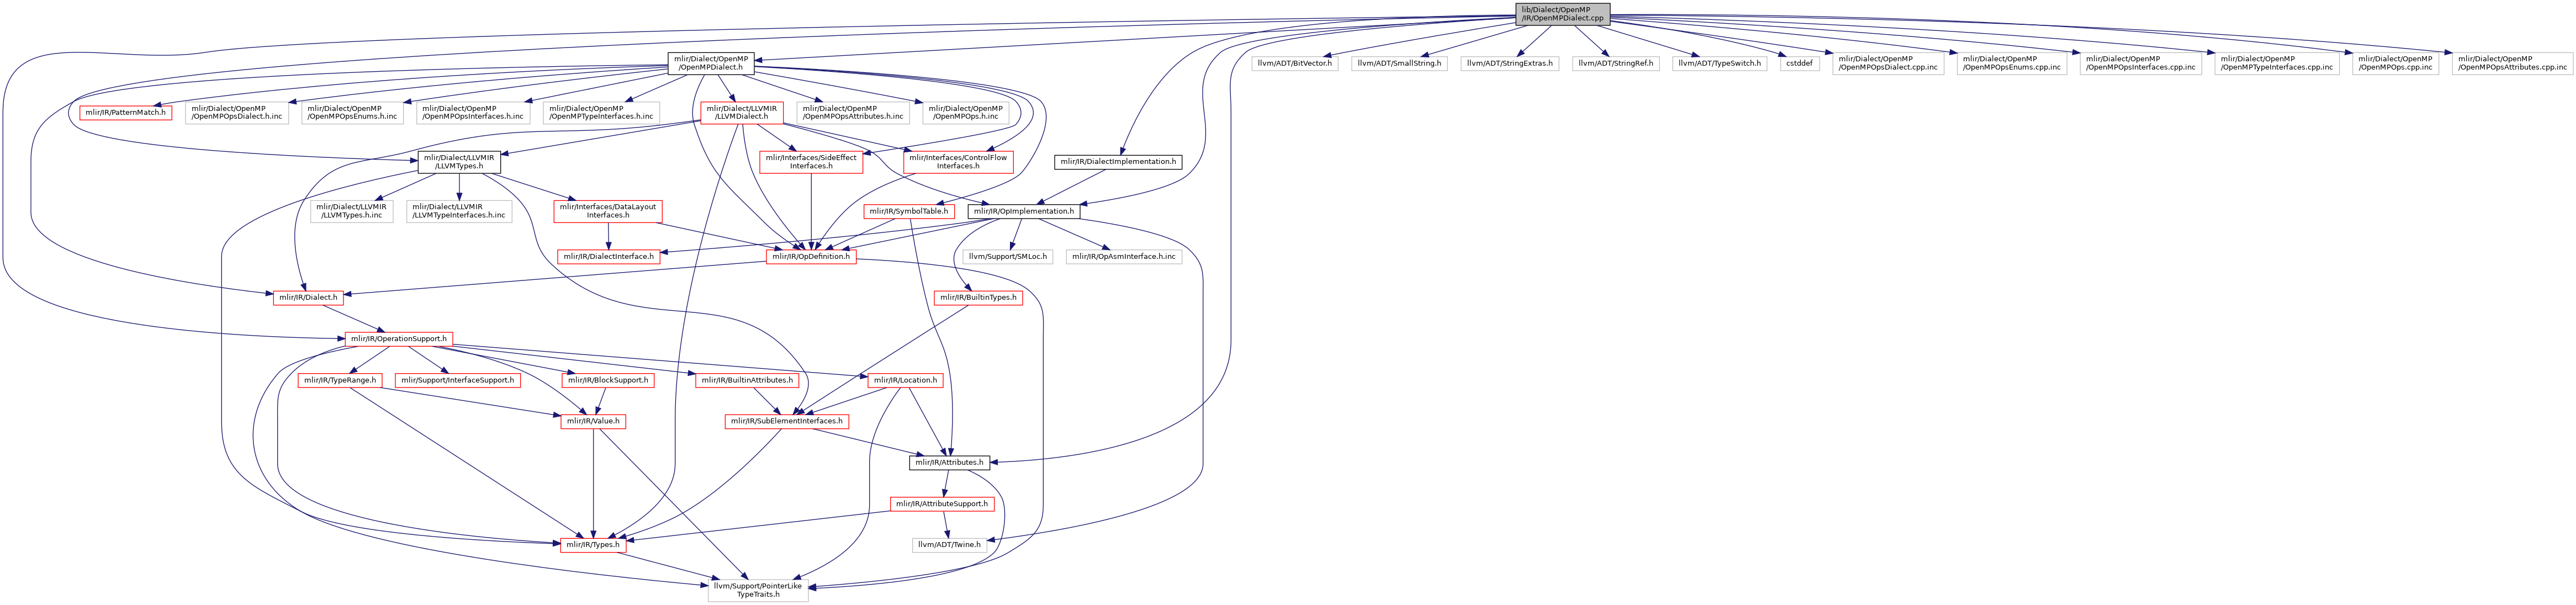 lib/Dialect/OpenMP
/IR/OpenMPDialect.cpp
mlir/Dialect/OpenMP
/OpenMPDialect.h
llvm/ADT/BitVector.h
llvm/ADT/SmallString.h
llvm/ADT/StringExtras.h
llvm/ADT/StringRef.h
llvm/ADT/TypeSwitch.h
cstddef
mlir/Dialect/OpenMP
/OpenMPOpsDialect.cpp.inc
mlir/Dialect/OpenMP
/OpenMPOpsEnums.cpp.inc
mlir/Dialect/OpenMP
/OpenMPOpsInterfaces.cpp.inc
mlir/Dialect/OpenMP
/OpenMPTypeInterfaces.cpp.inc
mlir/Dialect/OpenMP
/OpenMPOps.cpp.inc
mlir/Dialect/OpenMP
/OpenMPOpsAttributes.cpp.inc
mlir/IR/PatternMatch.h
mlir/Dialect/OpenMP
/OpenMPOpsDialect.h.inc
mlir/Dialect/OpenMP
/OpenMPOpsEnums.h.inc
mlir/Dialect/OpenMP
/OpenMPOpsInterfaces.h.inc
mlir/Dialect/OpenMP
/OpenMPTypeInterfaces.h.inc
mlir/Dialect/LLVMIR
/LLVMDialect.h
mlir/Dialect/OpenMP
/OpenMPOpsAttributes.h.inc
mlir/Dialect/OpenMP
/OpenMPOps.h.inc
mlir/Dialect/LLVMIR
/LLVMTypes.h
mlir/Interfaces/SideEffect
Interfaces.h
mlir/Interfaces/ControlFlow
Interfaces.h
mlir/IR/DialectImplementation.h
mlir/Dialect/LLVMIR
/LLVMTypes.h.inc
mlir/Dialect/LLVMIR
/LLVMTypeInterfaces.h.inc
mlir/Interfaces/DataLayout
Interfaces.h
mlir/IR/SymbolTable.h
mlir/IR/OpImplementation.h
mlir/IR/DialectInterface.h
mlir/IR/OpDefinition.h
llvm/Support/SMLoc.h
mlir/IR/OpAsmInterface.h.inc
mlir/IR/Dialect.h
mlir/IR/BuiltinTypes.h
mlir/IR/OperationSupport.h
mlir/IR/TypeRange.h
mlir/Support/InterfaceSupport.h
mlir/IR/BlockSupport.h
mlir/IR/BuiltinAttributes.h
mlir/IR/Location.h
mlir/IR/Value.h
mlir/IR/SubElementInterfaces.h
mlir/IR/Attributes.h
mlir/IR/AttributeSupport.h
mlir/IR/Types.h
llvm/ADT/Twine.h
llvm/Support/PointerLike
TypeTraits.h